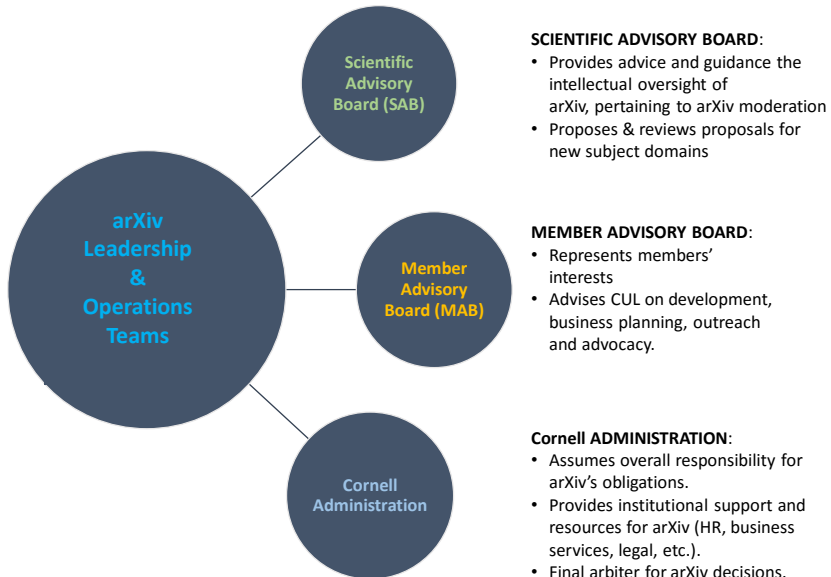 Scientific
Advisory
Board (SAB)
SCIENTIFIC ADVISORY BOARD:
• Provides advice and guidance the
intellectual oversight of
arXiv, pertaining to arXiv moderation
• Proposes & reviews proposals for
new subject domains
arXiv
Leadership
&
Operations
Teams
Member
Advisory
Board (MAB)
MEMBER ADVISORY BOARD:
• Represents members'
interests
• Advises CUL on development,
business planning, outreach
and advocacy.
Cornell
Administration
Cornell ADMINISTRATION:
• Assumes overall responsibility for
arXiv's obligations.
• Provides institutional support and
resources for arXiv (HR, business
services, legal, etc.).
• Final arbiter for arXiv decisions.